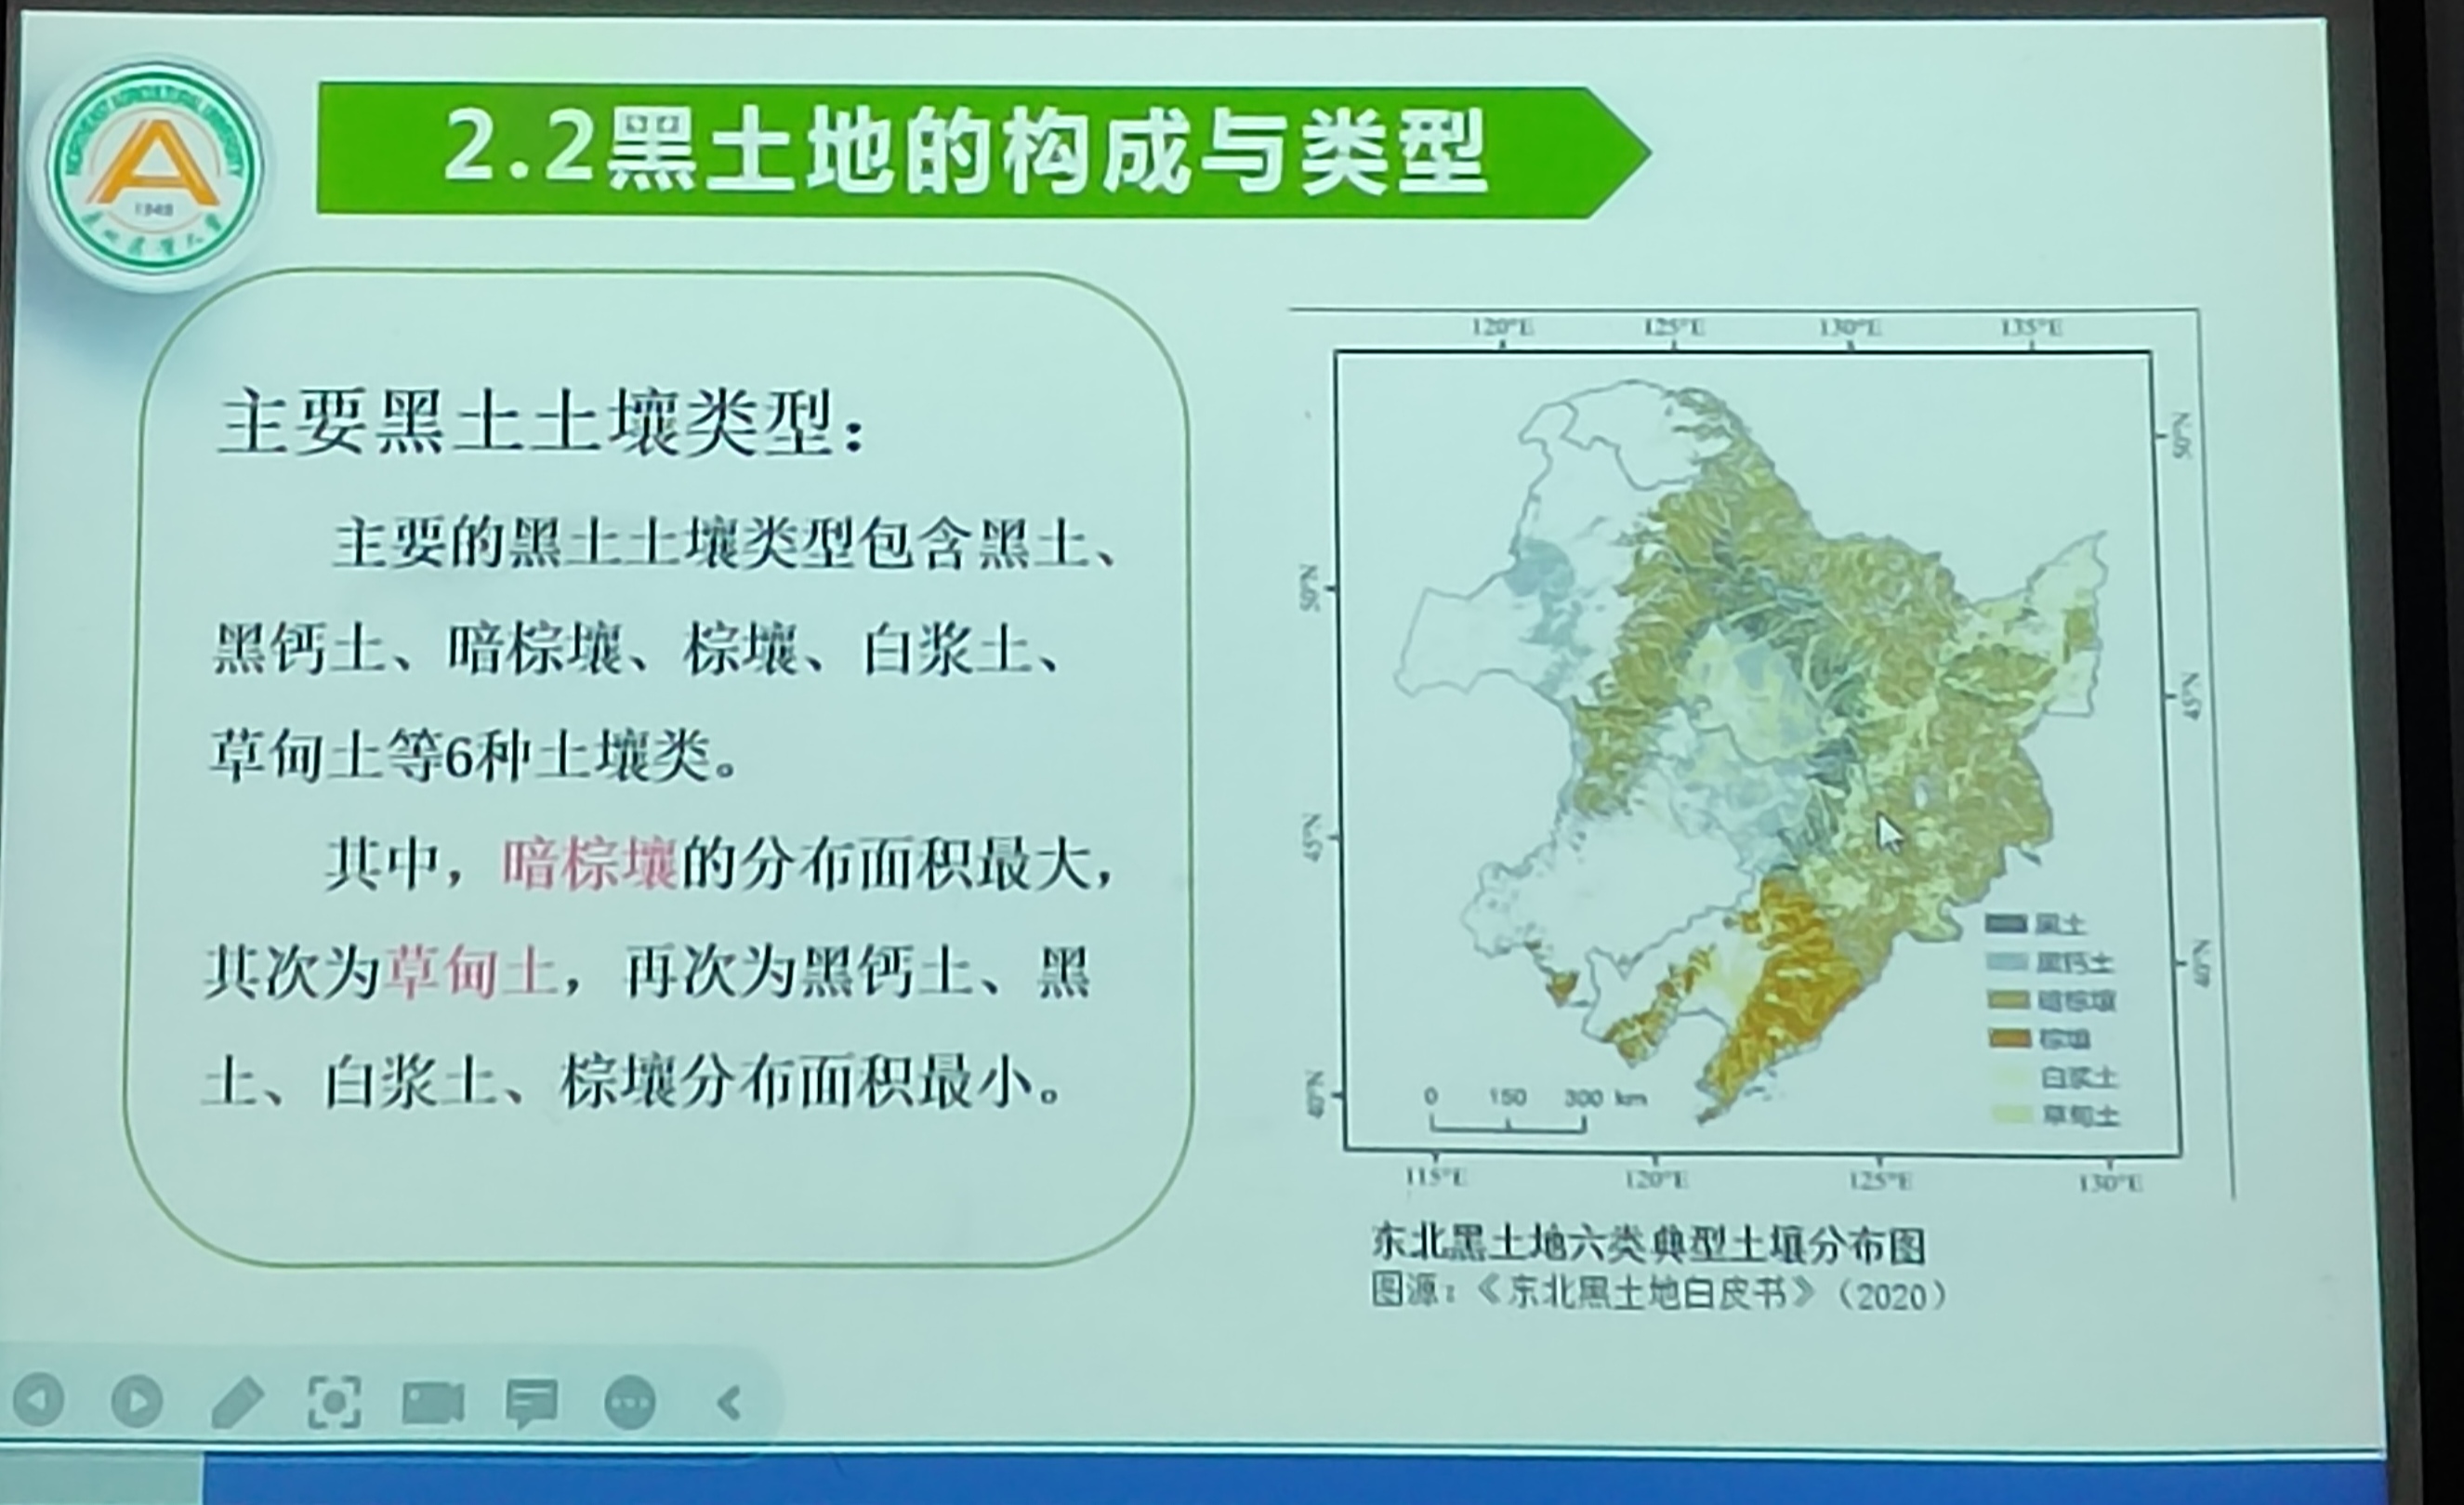 2.2黑土地的构成与类型
1948
东北农业大学
主要黑土土壤类型：
主要的黑土土壤类型包含黑土、
黑钙土、暗棕壤、棕壤、白浆土、
草甸土等6种土壤类。
其中，暗棕壤的分布面积最大，
其次为草甸土，再次为黑钙土、黑
土、白浆土、棕壤分布面积最小。
120°E 125°E 130°E 135°E
50°N
50°N
45°N
45°N
40°N
40°N
黑土
黑钙土
暗棕壤
棕壤
白浆土
草甸土
0 150 300 km
115°E 120°E 125°E 130°E
东北黑土地六类典型土壤分布图
图源：《东北黑土地白皮书》（2020）